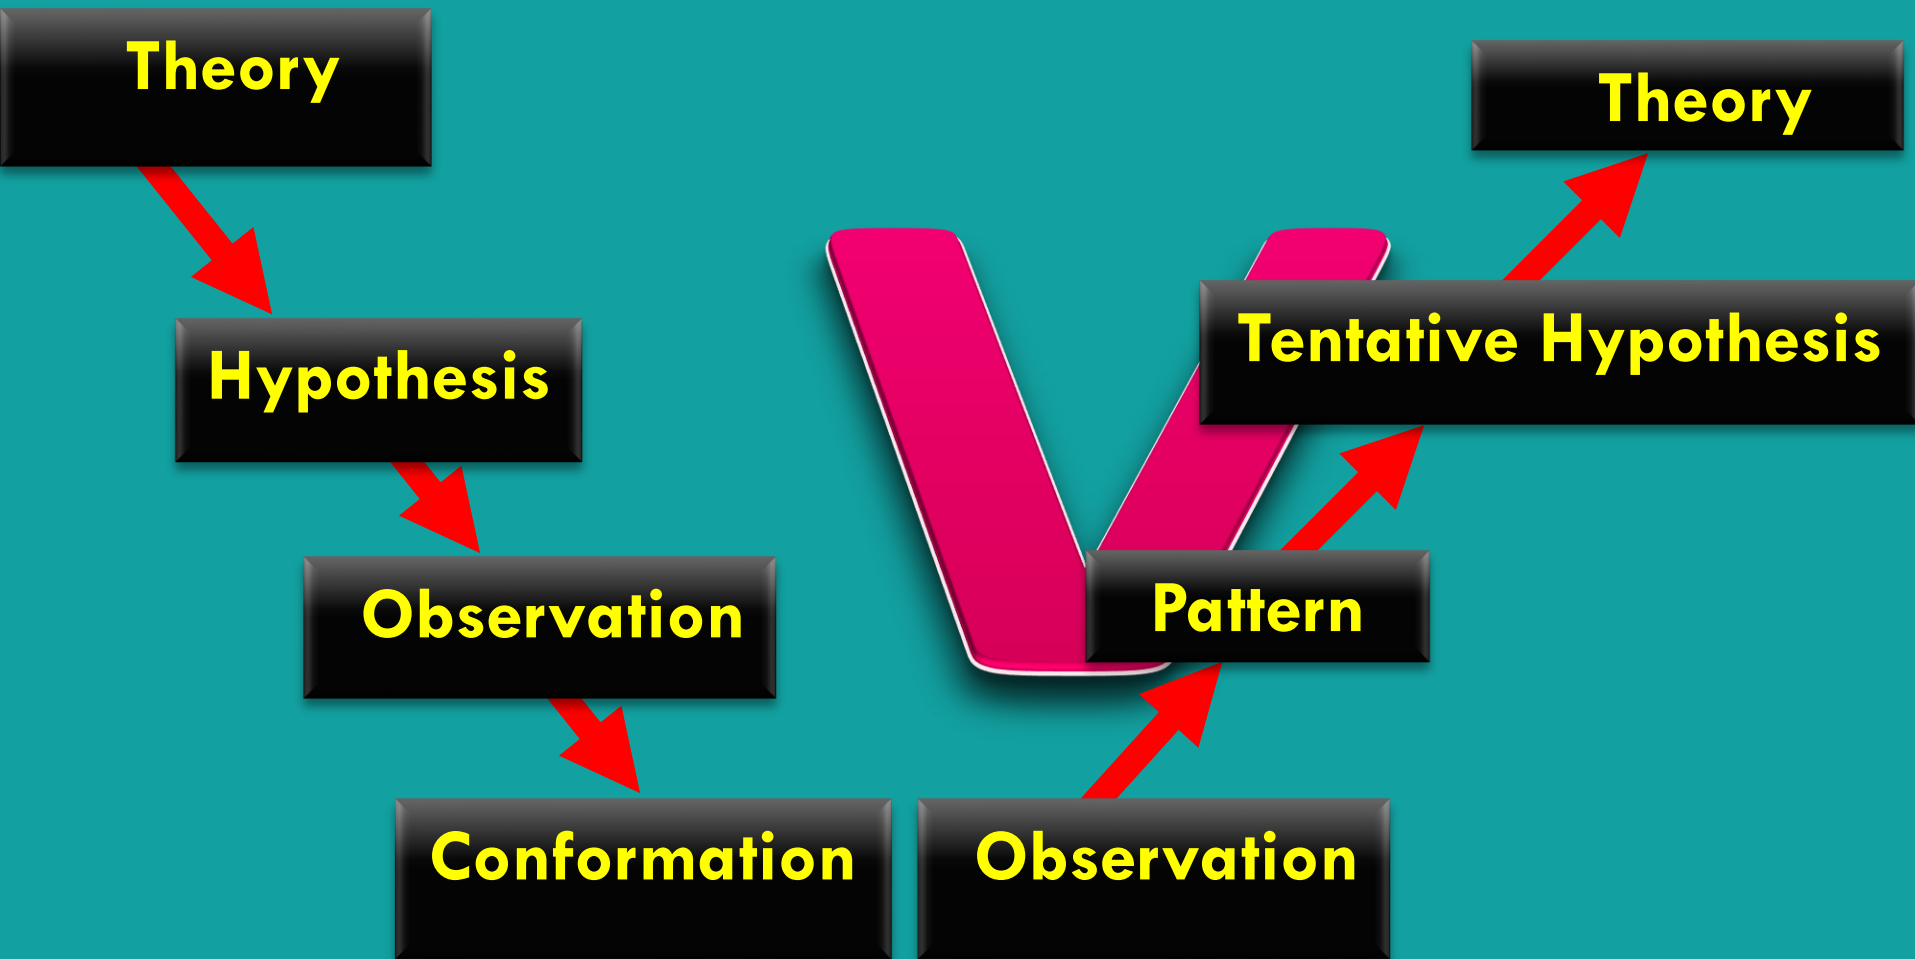 Theory
Hypothesis
Observation
Conformation
V
Observation
Pattern
Tentative Hypothesis
Theory